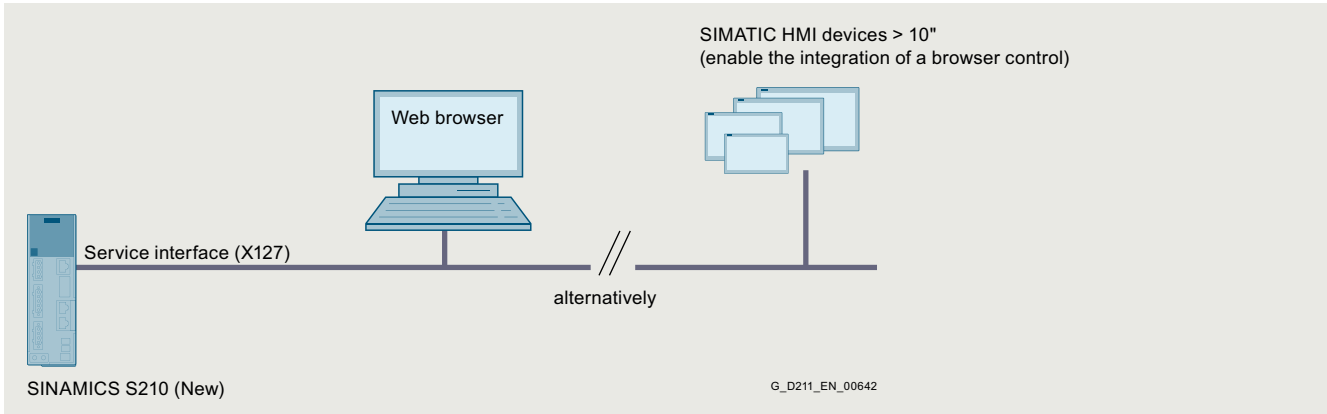 SIMATIC HMI devices > 10"
(enable the integration of a browser control)
Web browser
Service interface (X127)
alternatively
SINAMICS S210 (New)
G_D211_EN_00642